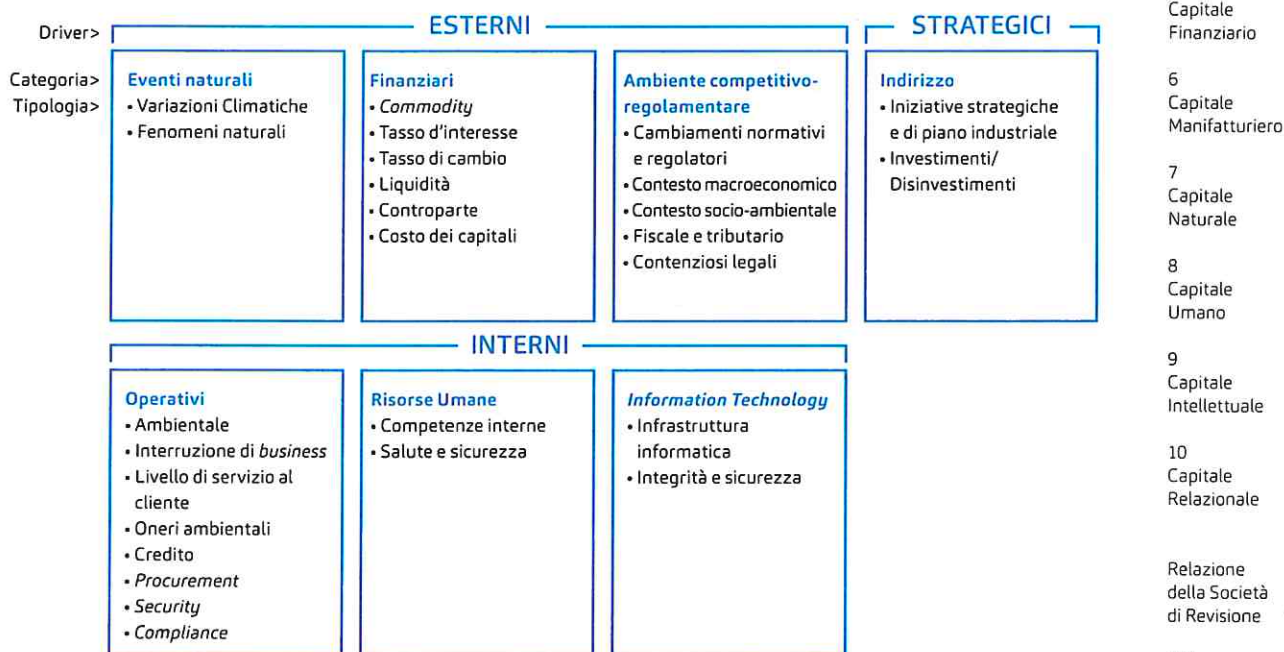 Driver>
ESTERNI
STRATEGICI
Categoria>
Tipologia>
Eventi naturali
• Variazioni Climatiche
• Fenomeni naturali
Finanziari
• Commodity
• Tasso d'interesse
• Tasso di cambio
• Liquidità
• Controparte
• Costo dei capitali
Ambiente competitivo-
regolamentare
• Cambiamenti normativi
e regolatori
• Contesto macroeconomico
• Contesto socio-ambientale
• Fiscale e tributario
• Contenziosi legali
Indirizzo
• Iniziative strategiche
e di piano industriale
• Investimenti/
Disinvestimenti
INTERNI
Operativi
• Ambientale
• Interruzione di business
• Livello di servizio al
cliente
• Oneri ambientali
• Credito
• Procurement
• Security
• Compliance
Risorse Umane
• Competenze interne
• Salute e sicurezza
Information Technology
• Infrastruttura
informatica
• Integrità e sicurezza
Capitale
Finanziario
6
Capitale
Manifatturiero
7
Capitale
Naturale
8
Capitale
Umano
9
Capitale
Intellettuale
10
Capitale
Relazionale
Relazione
della Società
di Revisione